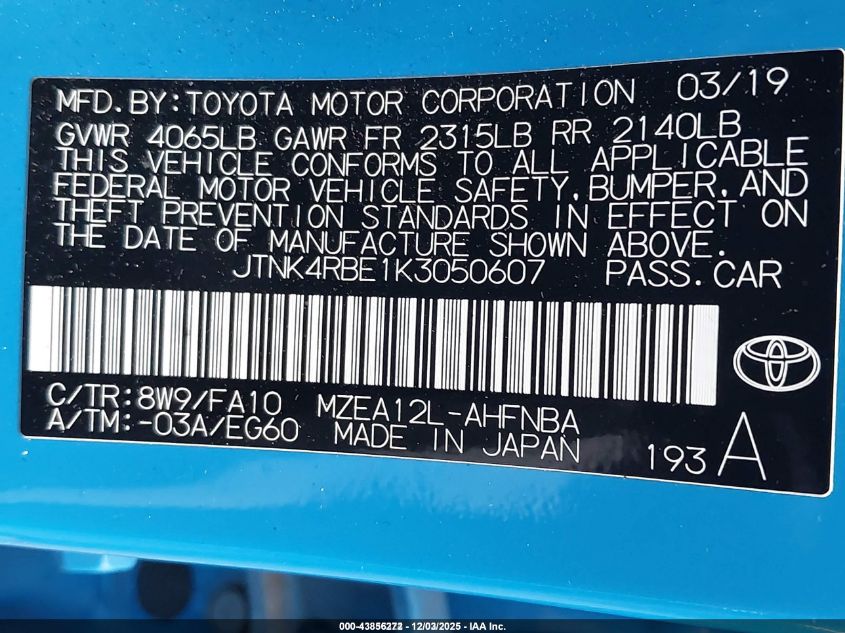 MFD.BY:TOYOTA MOTOR CORPORATION 03/19
GVWR 4065LB GAWR FR 2315LB RR 2140LB
THIS VEHICLE CONFORMS TO ALL APPLICABLE
FEDERAL MOTOR VEHICLE SAFETY,BUMPER,AND
THEFT PREVENTION STANDARDS IN EFFECT ON
THE DATE OF MANUFACTURE SHOWN ABOVE.
JTNK4RBE1K3050607 PASS.CAR
C/TR:8W9/FA10 MZEA12L-AHFNBA
A/TM:-03A/EG60 MADE IN JAPAN
193 A
000-43856272 - 12/03/2025 - IAA Inc.